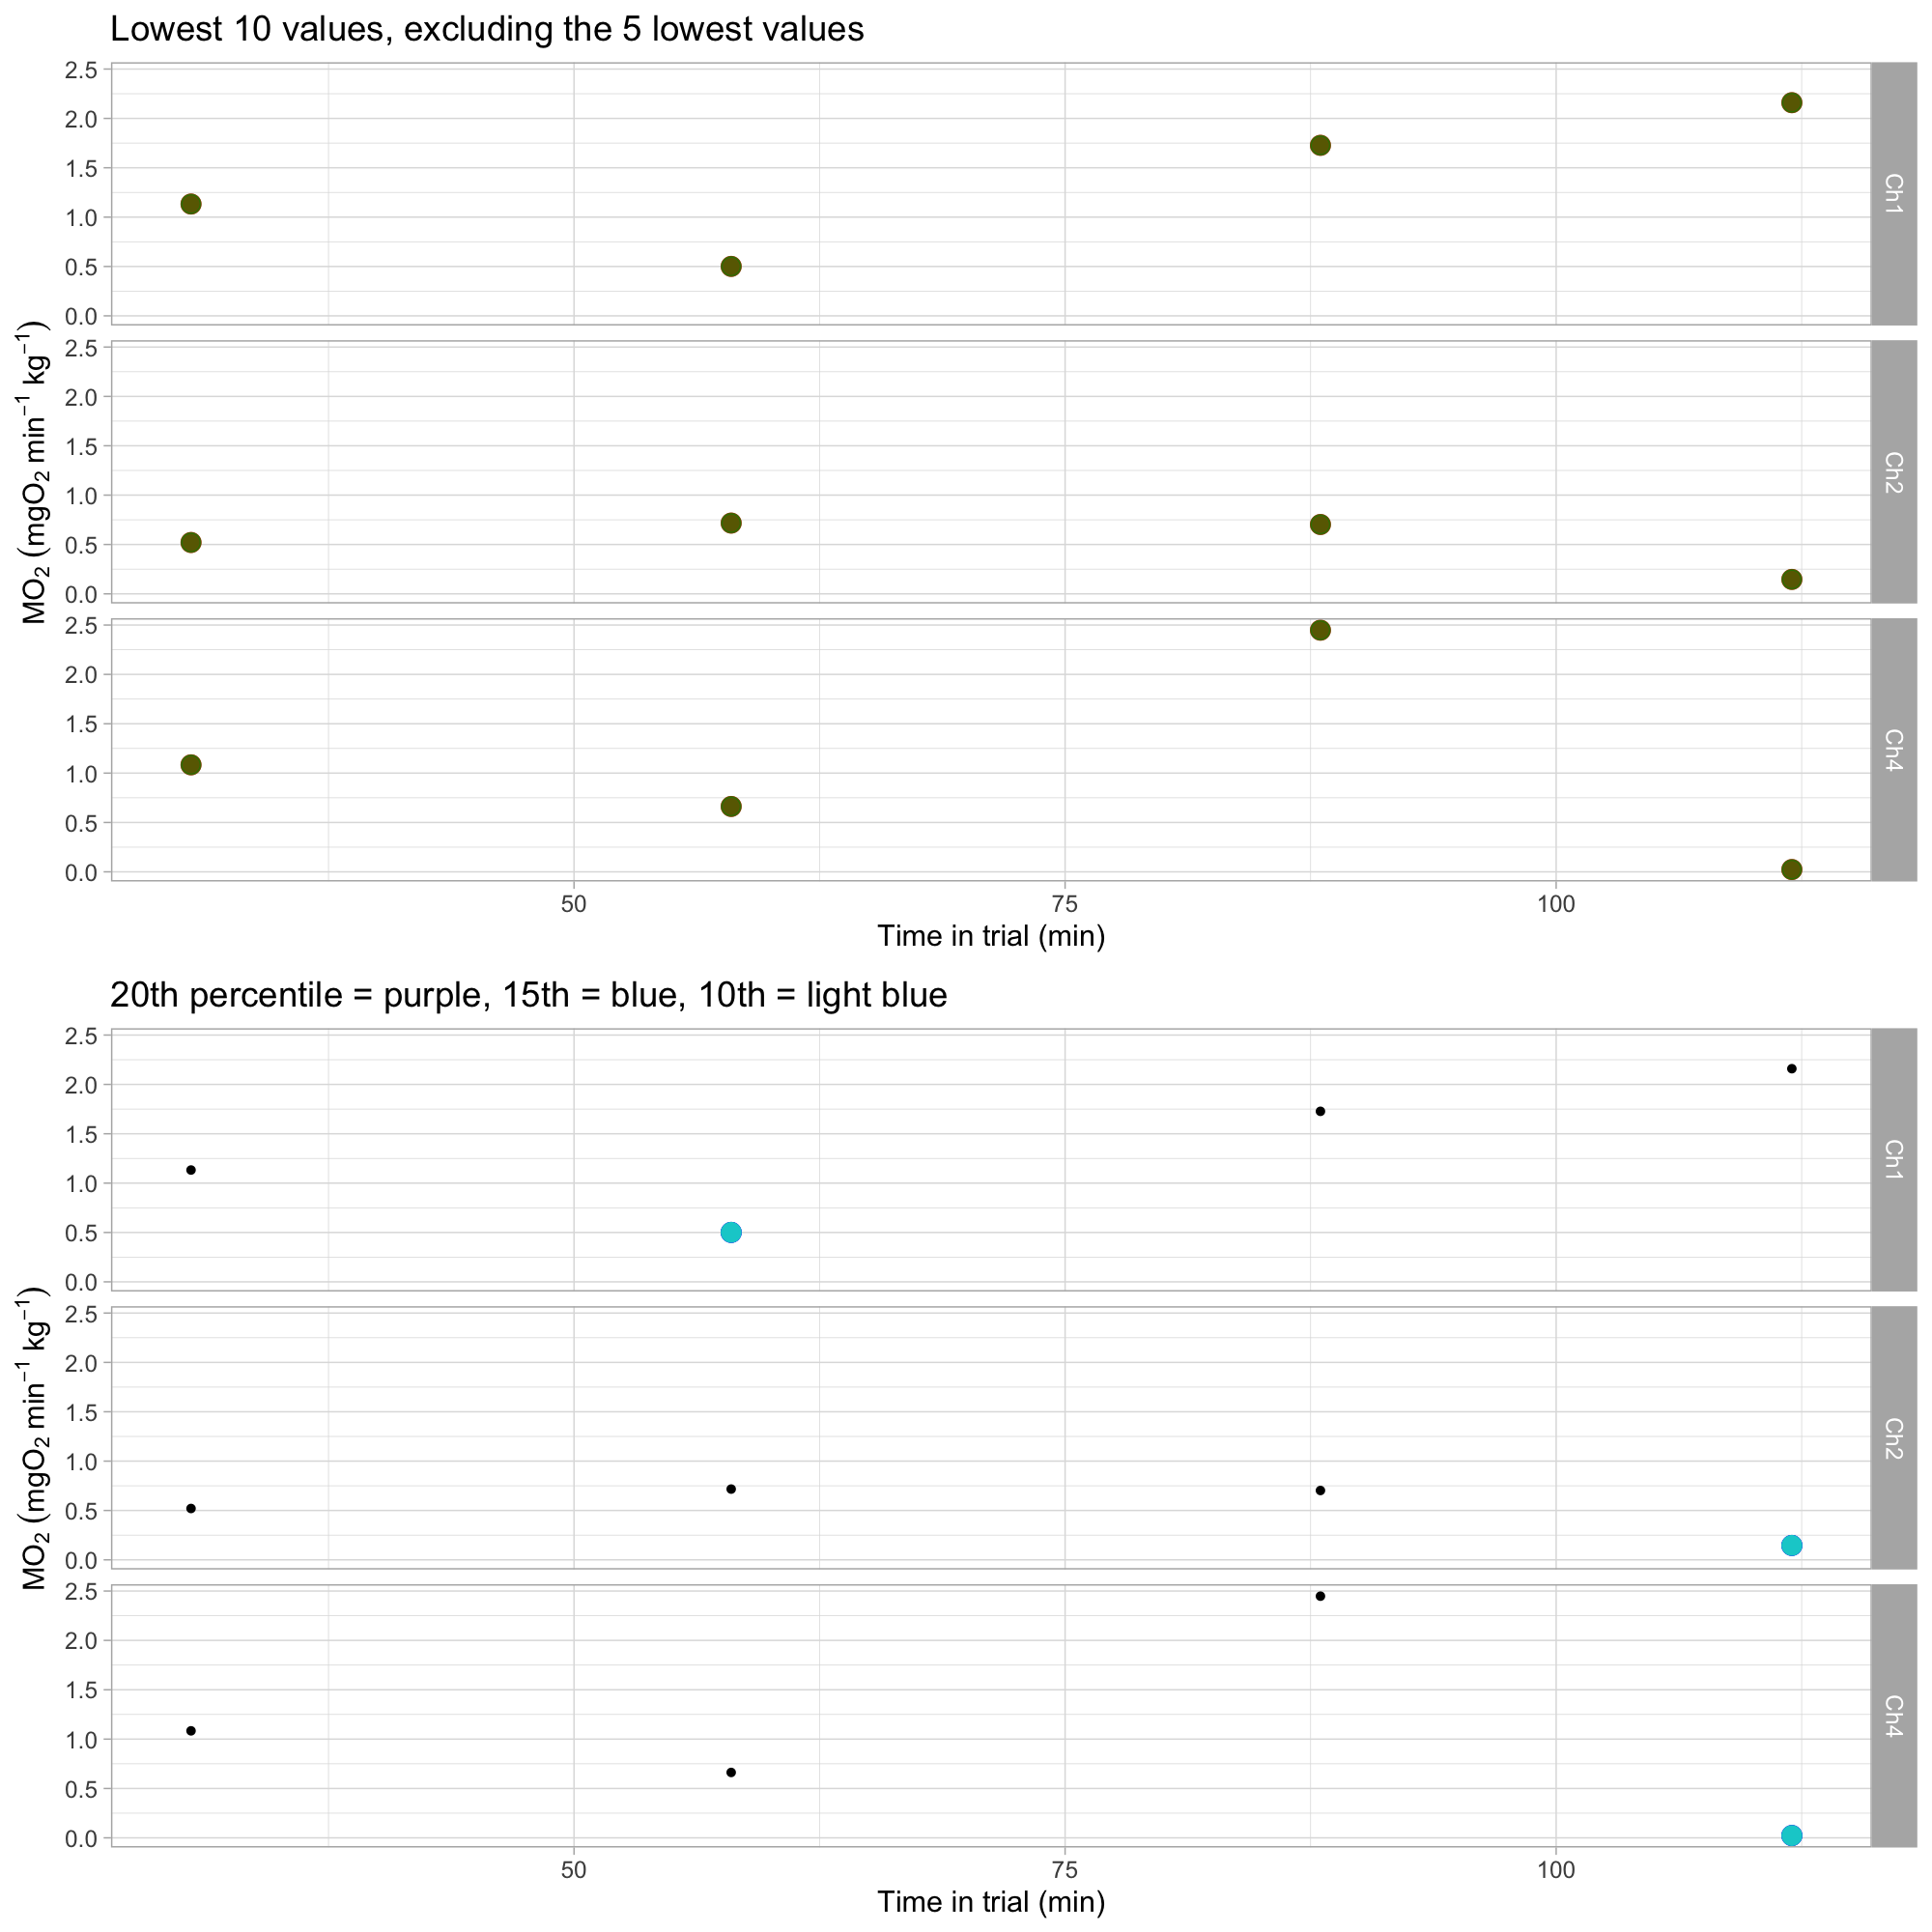 Lowest 10 values, excluding the 5 lowest values
2.5
2.0
1.5
1.0
0.5
0.0
Ch1
2.5
2.0
1.5
1.0
0.5
0.0
Ch2
2.5
2.0
1.5
1.0
0.5
0.0
Ch4
MO₂ (mgO₂ min⁻¹ kg⁻¹)
50 75 100
Time in trial (min)
20th percentile = purple, 15th = blue, 10th = light blue
2.5
2.0
1.5
1.0
0.5
0.0
Ch1
2.5
2.0
1.5
1.0
0.5
0.0
Ch2
2.5
2.0
1.5
1.0
0.5
0.0
Ch4
MO₂ (mgO₂ min⁻¹ kg⁻¹)
50 75 100
Time in trial (min)